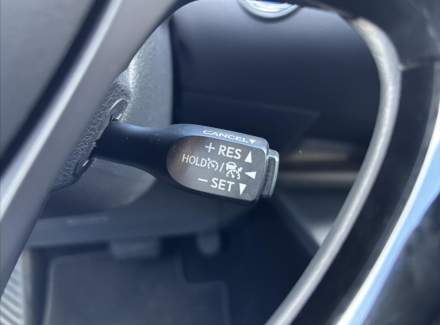 CANCEL
+ RES
HOLD /
- SET